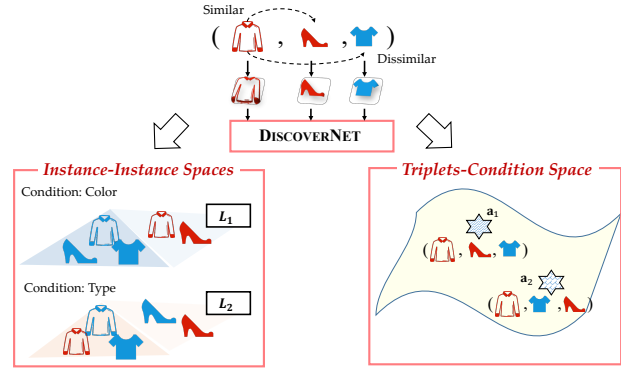 Similar
( , , )
Dissimilar
DISCOVERNET
Instance-Instance Spaces
Condition: Color
L1
Condition: Type
L2
Triplets-Condition Space
a1
( , , )
a2
( , , )